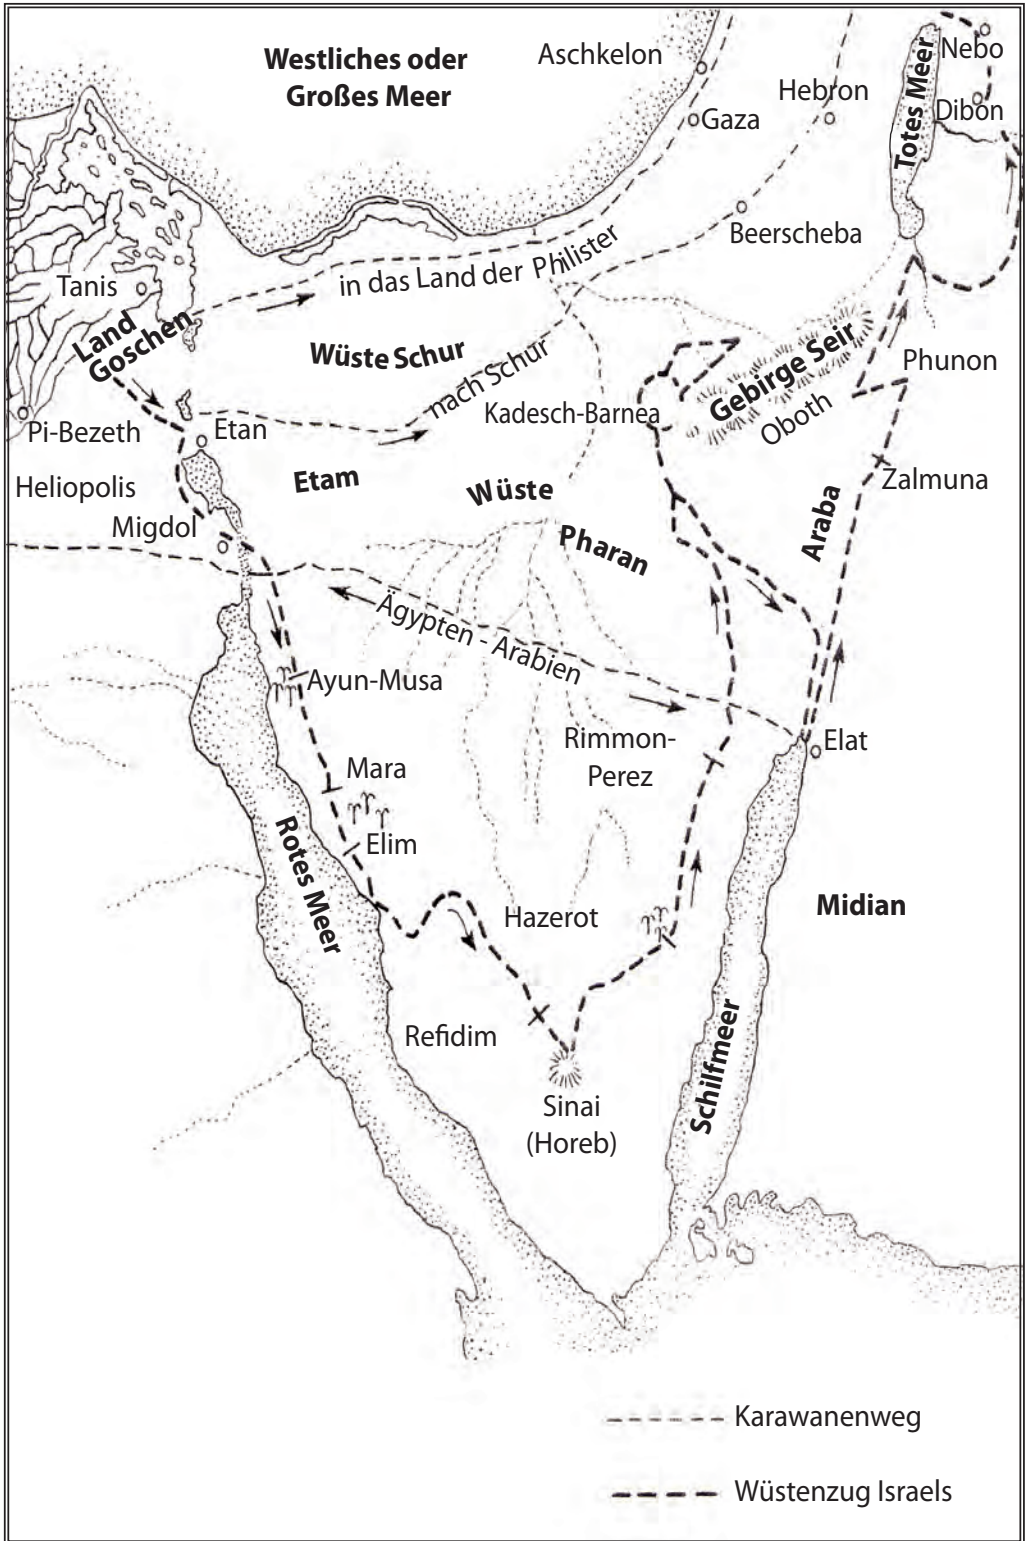 Westliches oder
Großes Meer
Aschkelon
Nebo
Totes Meer
Hebron
Dibon
Gaza
Beerscheba
in das Land der Philister
Tanis
Land
Goschen
Wüste Schur
nach Schur
Gebirge Seir
Phunon
Kadesch-Barnea
Oboth
Pi-Bezeth
Etan
Etam
Wüste
Pharan
Zalmuna
Heliopolis
Migdol
Araba
Ägypten - Arabien
Ayun-Musa
Rimmon-
Perez
Elat
Mara
Elim
Rotes Meer
Hazerot
Midian
Refidim
Schilfmeer
Sinai
(Horeb)
Karawanenweg
Wüstenzug Israels